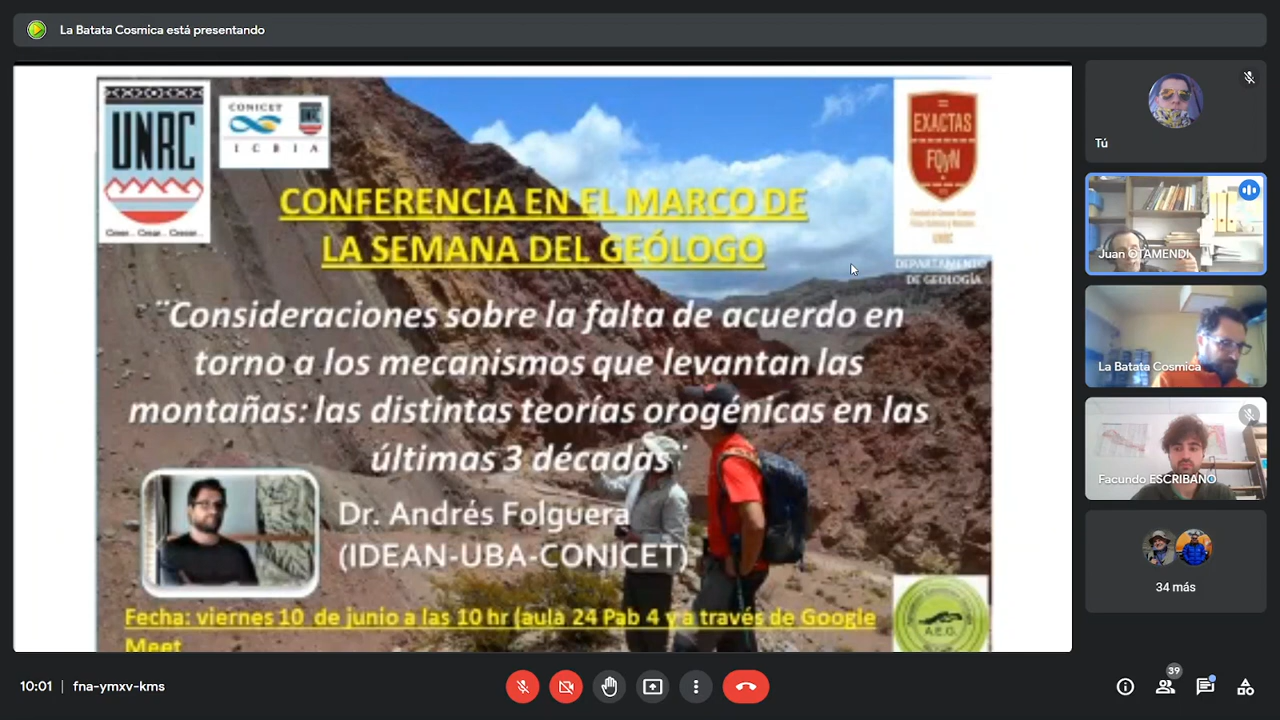 La Batata Cosmica está presentando
UNRC
Creer... Crear... Crecer...
CONICET
I C B I A
EXACTAS
FQyN
UNRC
DEPARTAMENTO
DE GEOLOGÍA
CONFERENCIA EN EL MARCO DE
LA SEMANA DEL GEÓLOGO
¨Consideraciones sobre la falta de acuerdo en
torno a los mecanismos que levantan las
montañas: las distintas teorías orogénicas en las
últimas 3 décadas¨
Dr. Andrés Folguera
(IDEAN-UBA-CONICET)
Fecha: viernes 10 de junio a las 10 hr (aula 24 Pab 4 y a través de Google
Meet
A.E.G.
Tú
Juan OTAMENDI
La Batata Cosmica
Facundo ESCRIBANO
34 más
10:01 | fna-ymxv-kms
39